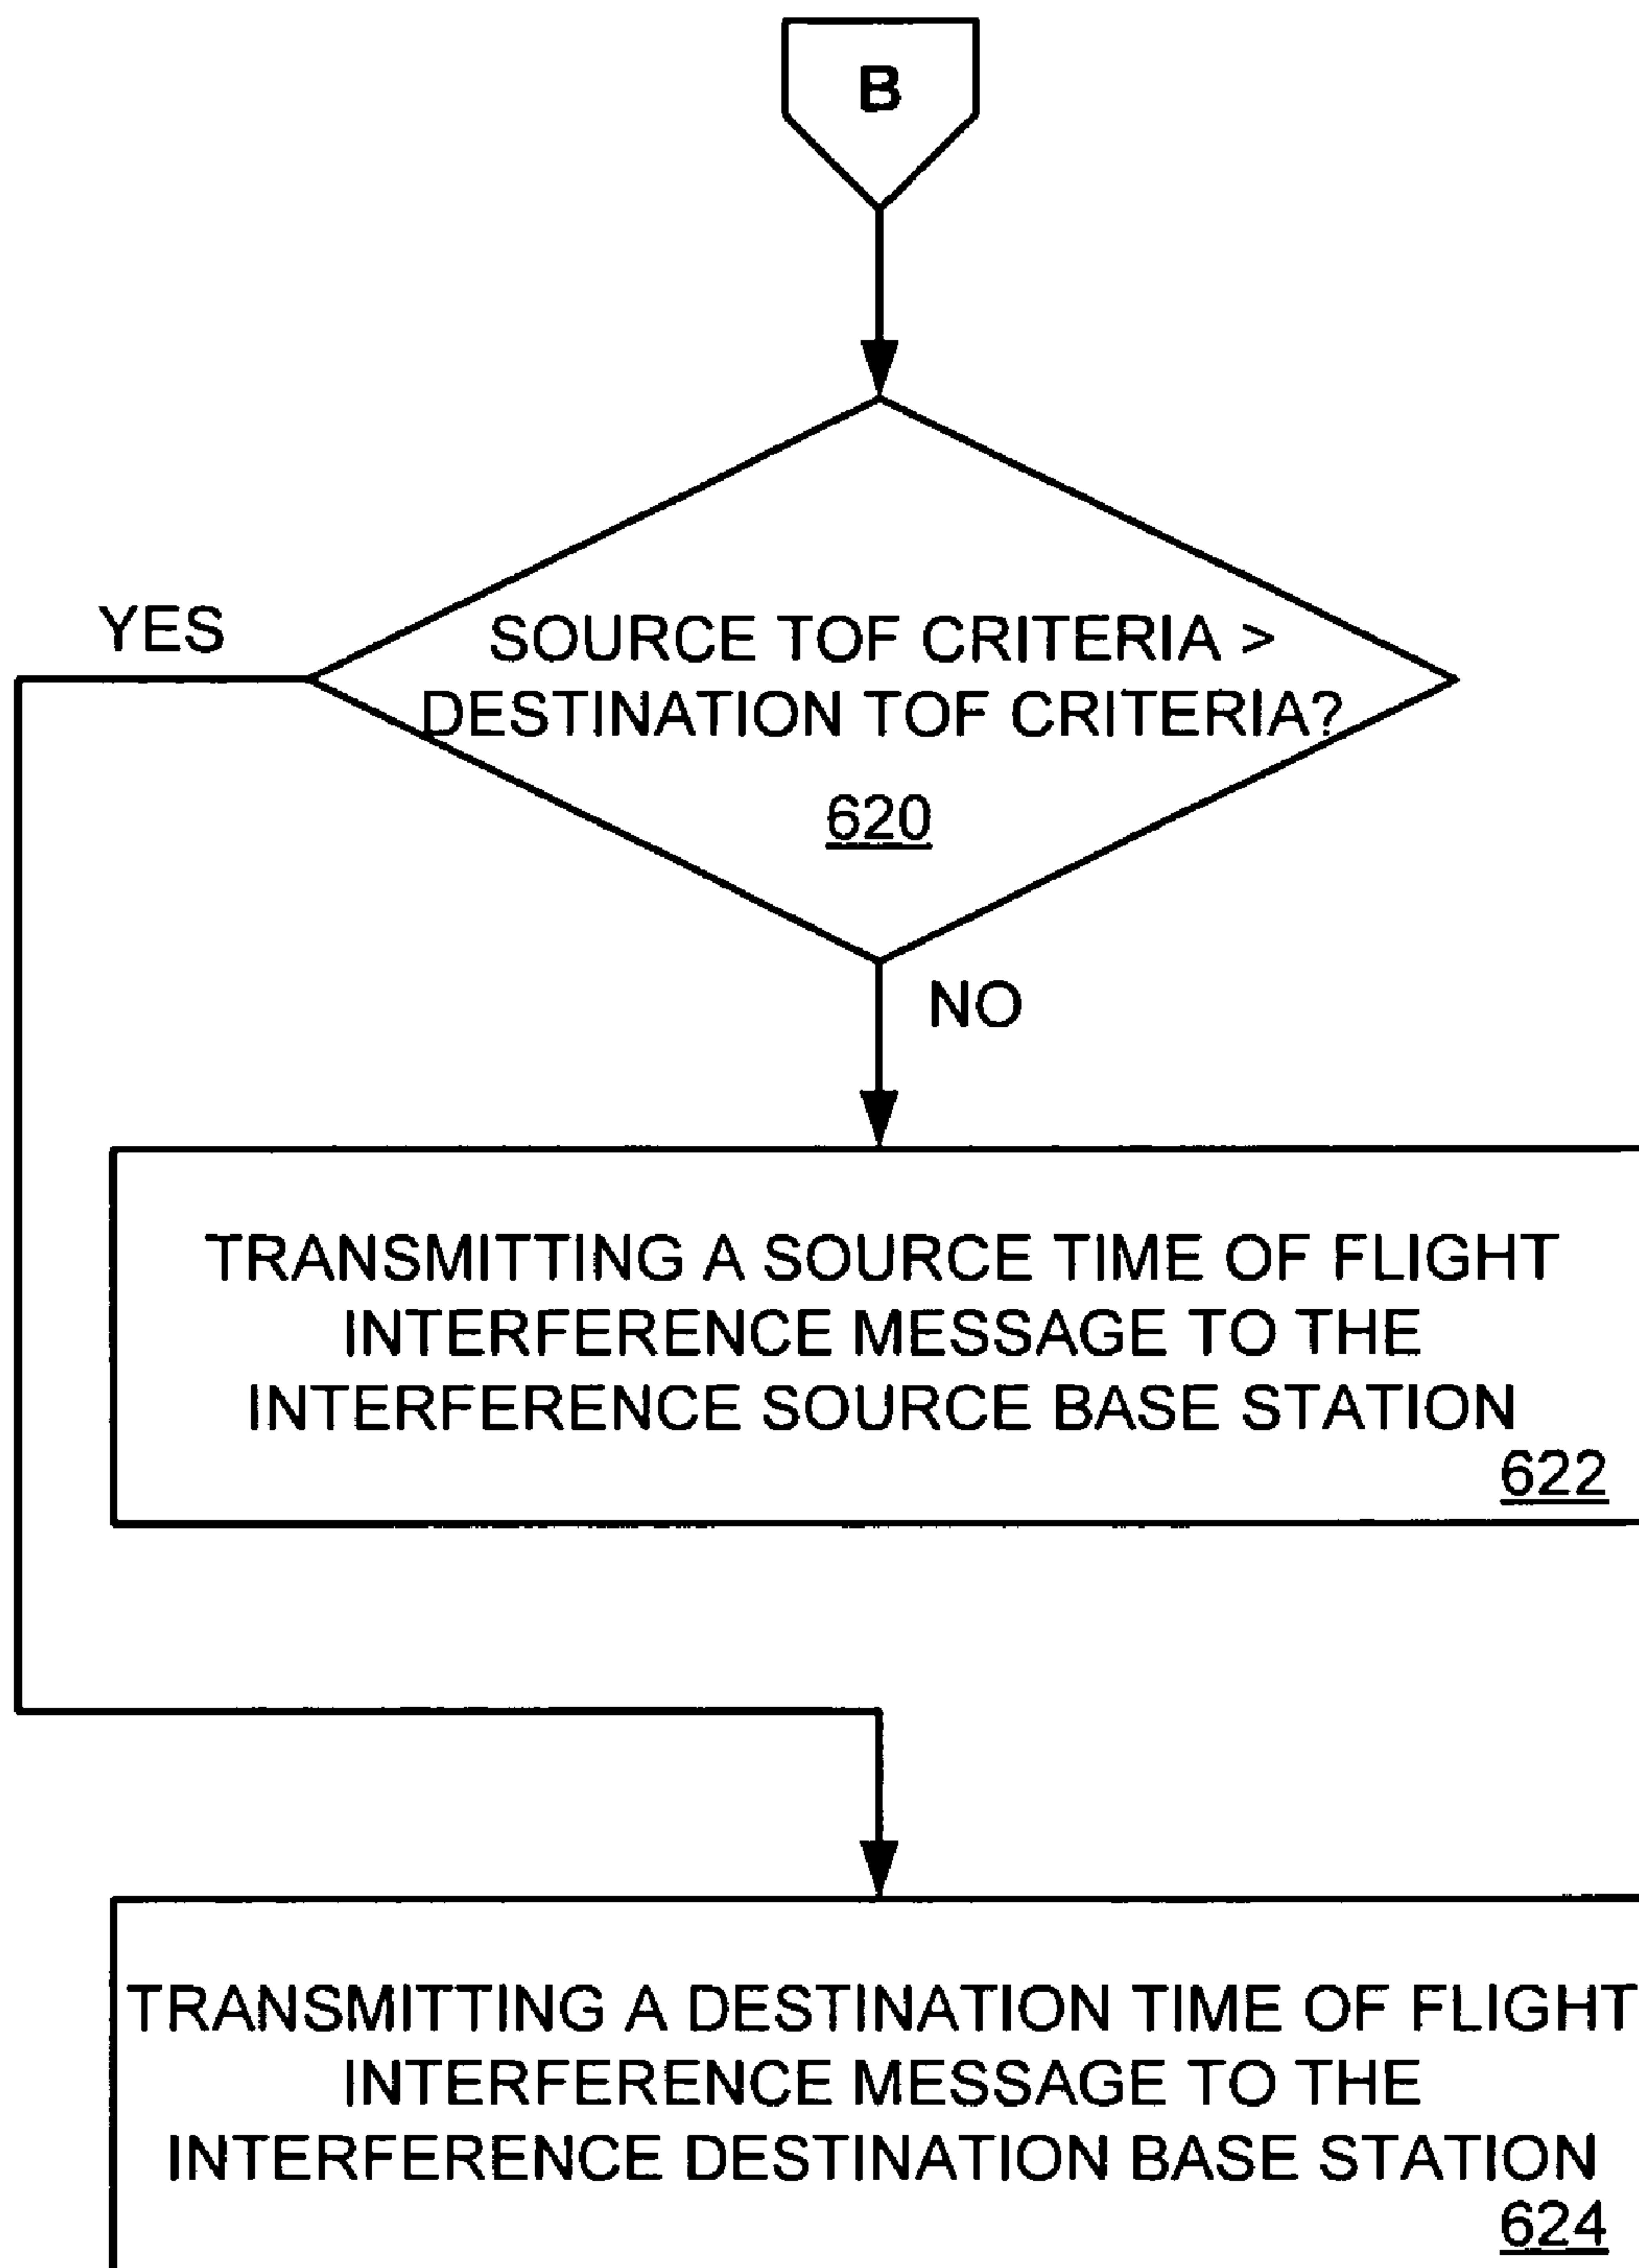 B
YES
SOURCE TOF CRITERIA >
DESTINATION TOF CRITERIA?
620
NO
TRANSMITTING A SOURCE TIME OF FLIGHT
INTERFERENCE MESSAGE TO THE
INTERFERENCE SOURCE BASE STATION
622
TRANSMITTING A DESTINATION TIME OF FLIGHT
INTERFERENCE MESSAGE TO THE
INTERFERENCE DESTINATION BASE STATION
624